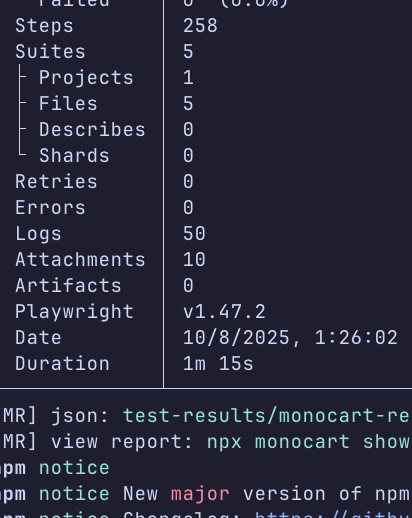 Failed 0 (0.0%)
Steps 258
Suites 5
├ Projects 1
├ Files 5
├ Describes 0
└ Shards 0
Retries 0
Errors 0
Logs 50
Attachments 10
Artifacts 0
Playwright v1.47.2
Date 10/8/2025, 1:26:02
Duration 1m 15s
MR] json: test-results/monocart-re
MR] view report: npx monocart show
npm notice
npm notice New major version of npm
npm notice Changelog: https://githu